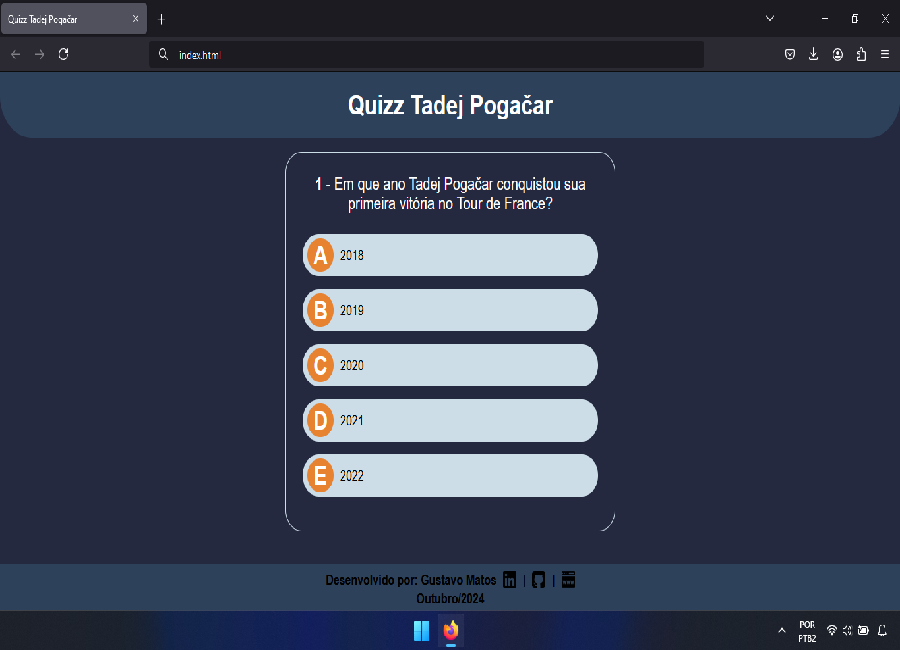 Quizz Tadej Pogačar
index.html
Quizz Tadej Pogačar
1 - Em que ano Tadej Pogačar conquistou sua
primeira vitória no Tour de France?
A 2018
B 2019
C 2020
D 2021
E 2022
Desenvolvido por: Gustavo Matos in | |
Outubro/2024
POR
PTB2